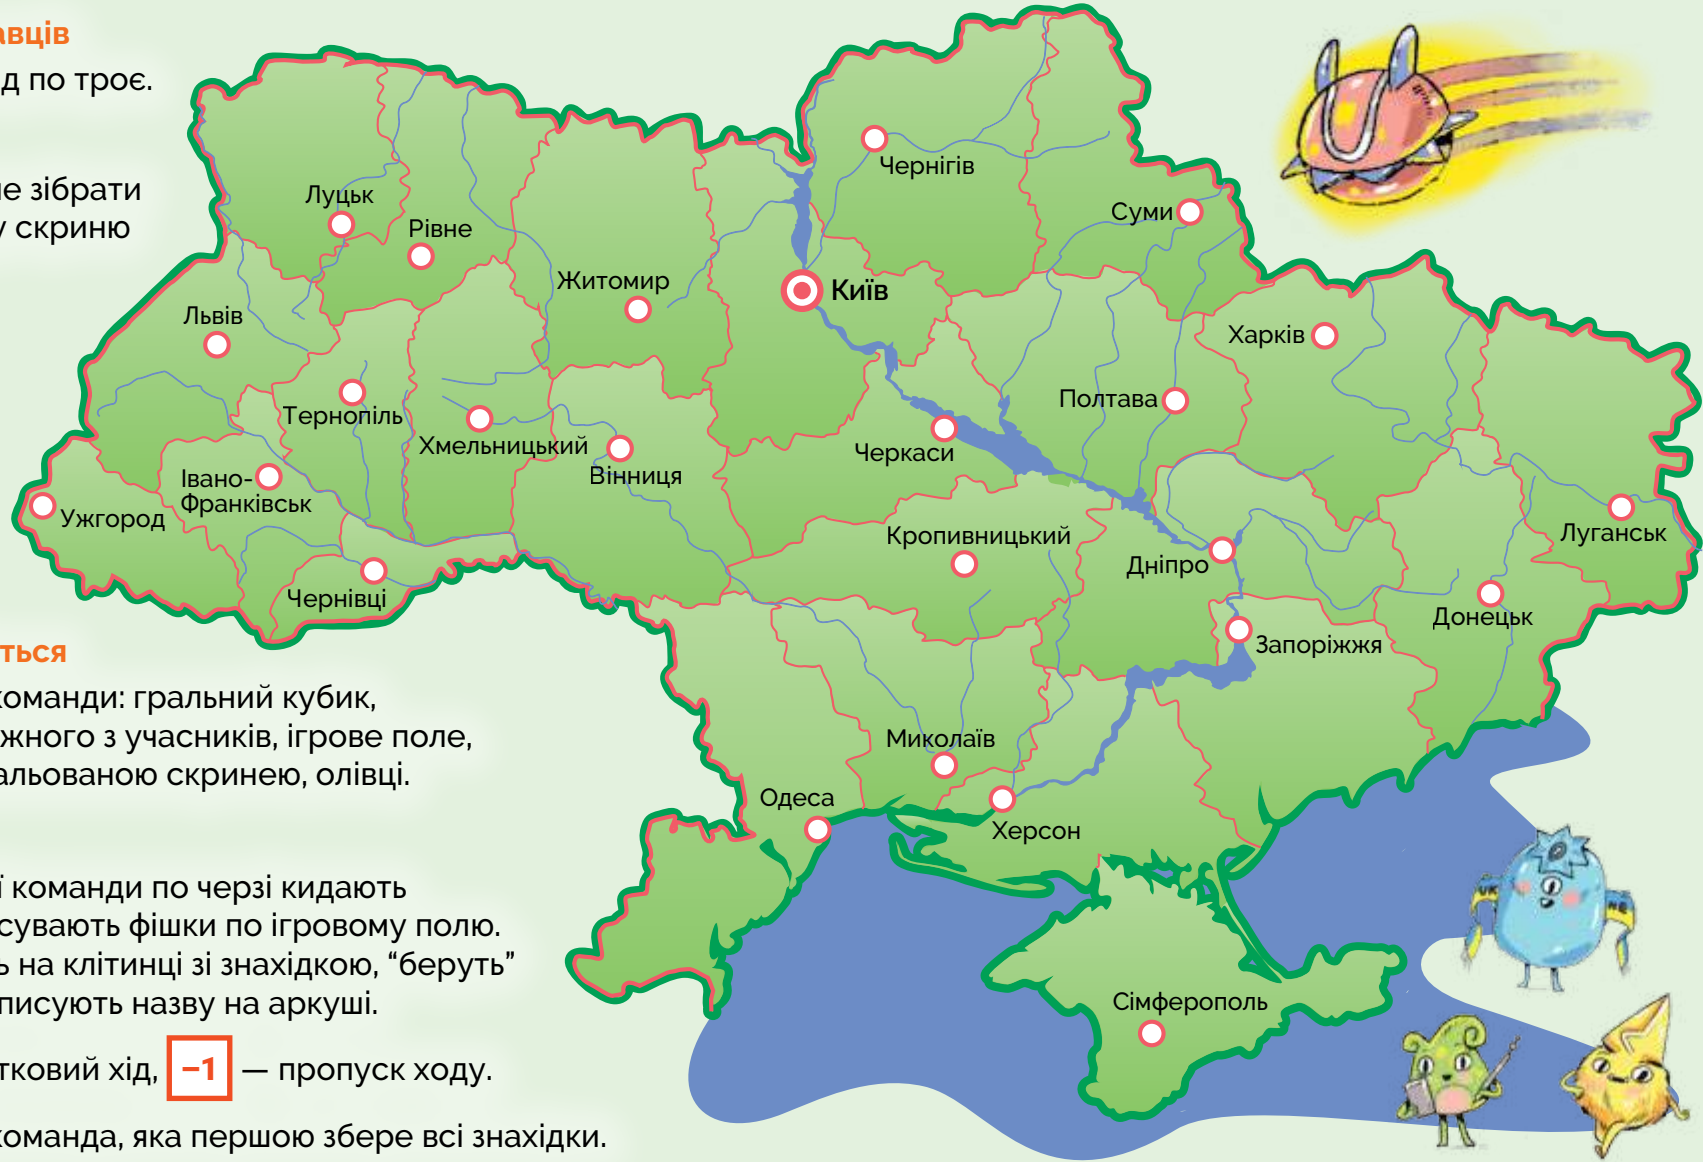 авців
д по троє.
не зібрати
у скриню
ться
команди: гральний кубик,
жного з учасників, ігрове поле,
альованою скринею, олівці.
ї команди по черзі кидають
сувають фішки по ігровому полю.
ь на клітинці зі знахідкою, “беруть”
писують назву на аркуші.
тковий хід, –1 — пропуск ходу.
команда, яка першою збере всі знахідки.
Чернігів
Луцьк
Суми
Рівне
Житомир
Київ
Львів
Харків
Полтава
Тернопіль
Хмельницький
Черкаси
Вінниця
Івано-
Франківськ
Ужгород
Кропивницький
Луганськ
Дніпро
Чернівці
Донецьк
Запоріжжя
Миколаїв
Одеса
Херсон
Сімферополь